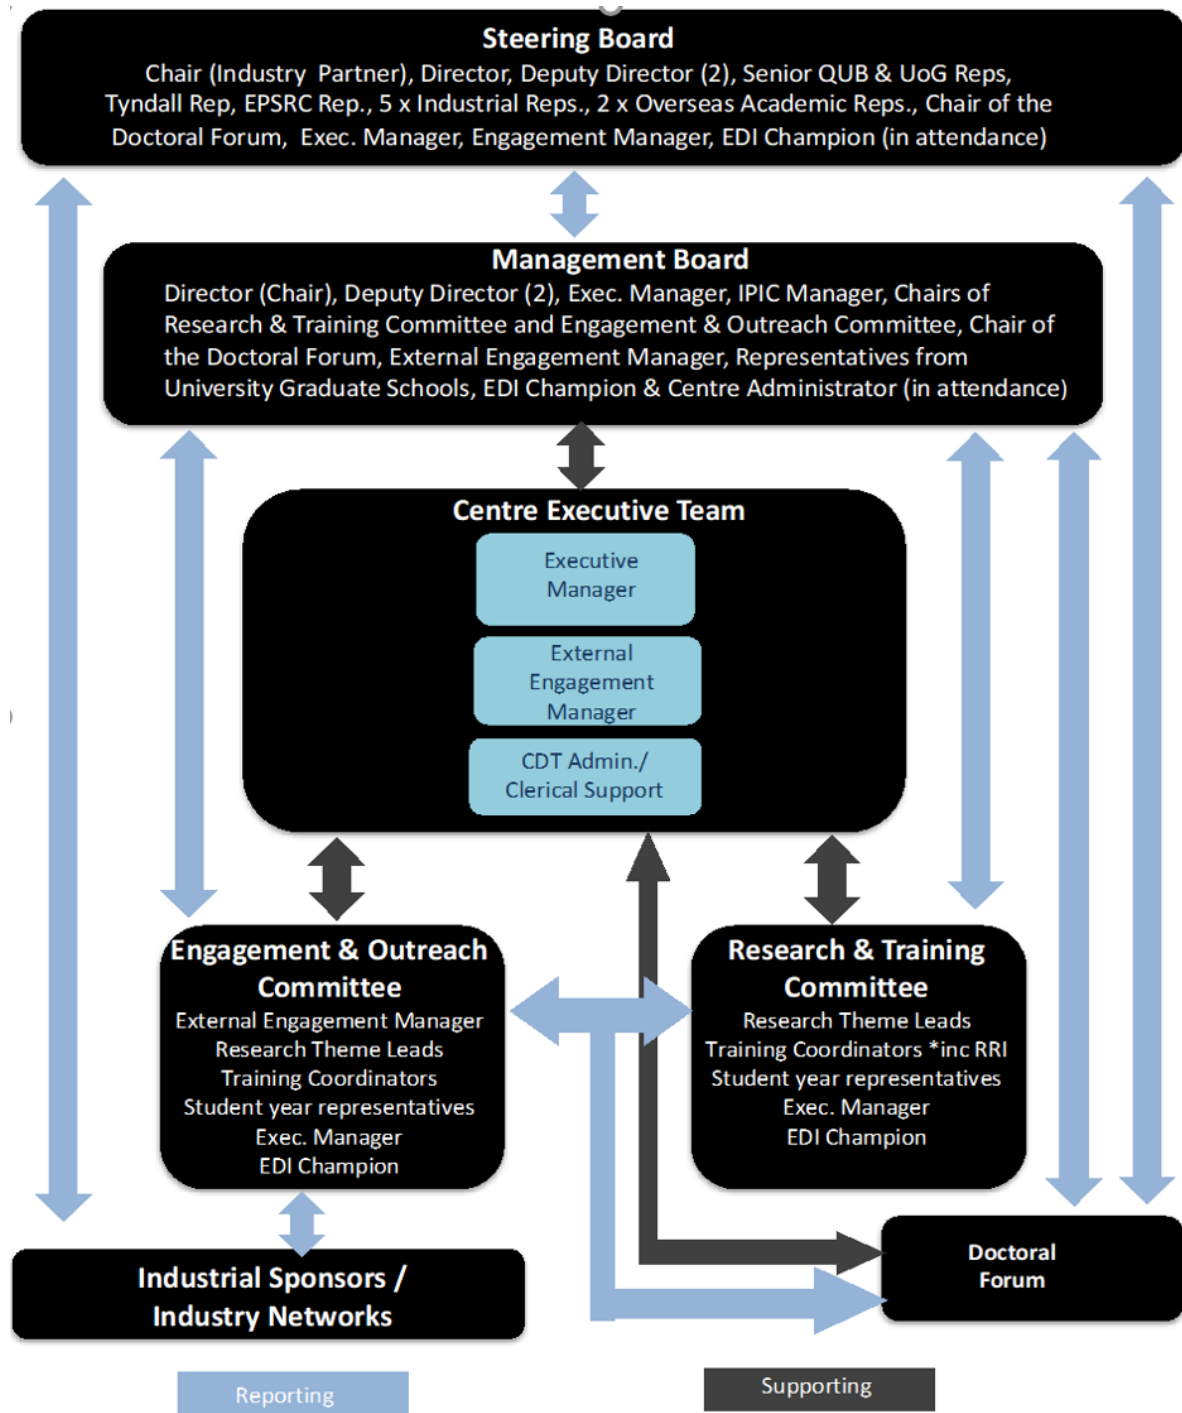 Steering Board
Chair (Industry Partner), Director, Deputy Director (2), Senior QUB & UoG Reps,
Tyndall Rep, EPSRC Rep., 5 x Industrial Reps., 2 x Overseas Academic Reps., Chair of the
Doctoral Forum, Exec. Manager, Engagement Manager, EDI Champion (in attendance)
Management Board
Director (Chair), Deputy Director (2), Exec. Manager, IPIC Manager, Chairs of
Research & Training Committee and Engagement & Outreach Committee, Chair of
the Doctoral Forum, External Engagement Manager, Representatives from
University Graduate Schools, EDI Champion & Centre Administrator (in attendance)
Centre Executive Team
Executive
Manager
External
Engagement
Manager
CDT Admin./
Clerical Support
Engagement & Outreach
Committee
External Engagement Manager
Research Theme Leads
Training Coordinators
Student year representatives
Exec. Manager
EDI Champion
Research & Training
Committee
Research Theme Leads
Training Coordinators *inc RRI
Student year representatives
Exec. Manager
EDI Champion
Industrial Sponsors /
Industry Networks
Doctoral
Forum
Reporting
Supporting